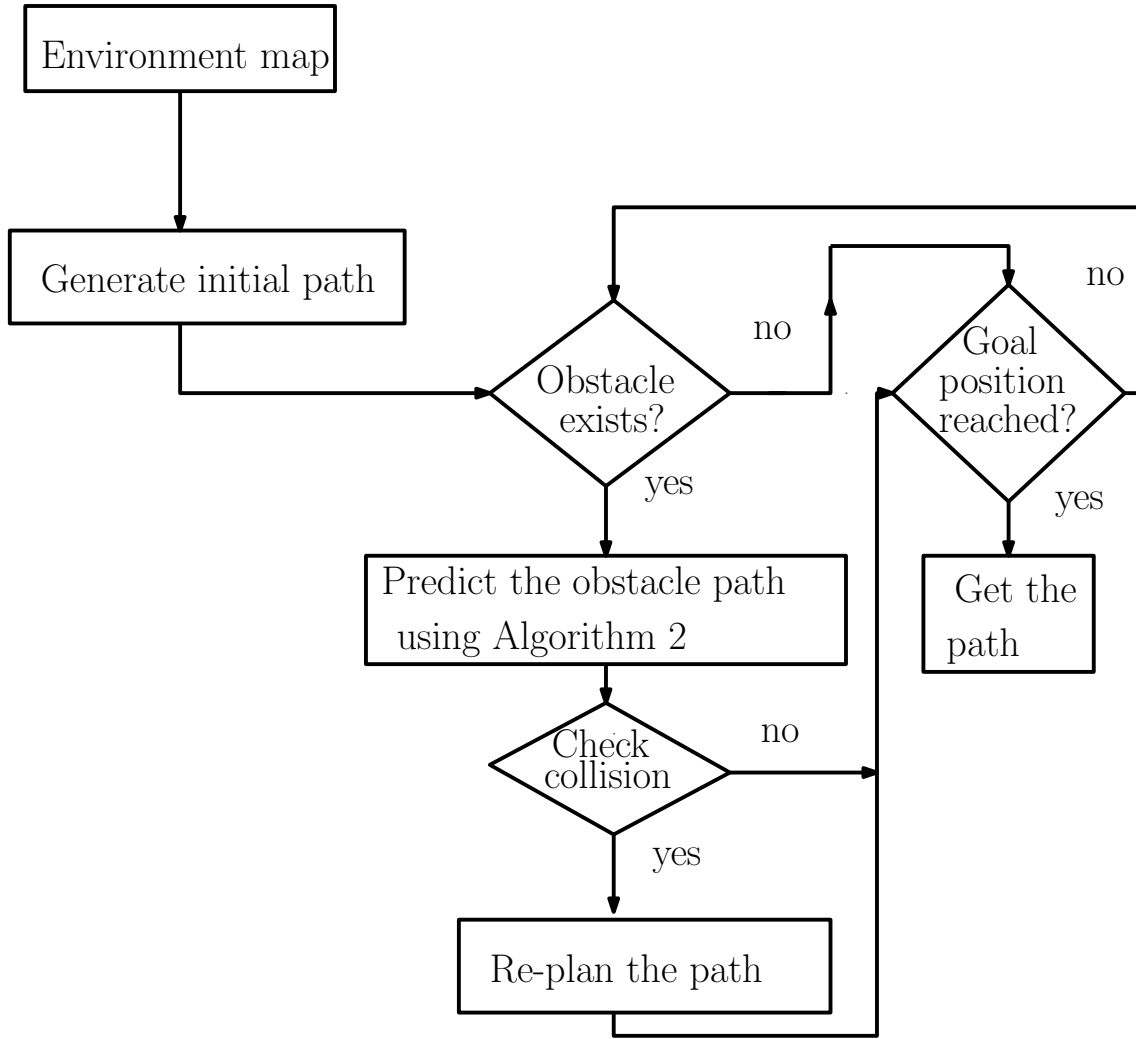 Environment map
Generate initial path
no
no
Goal
position
reached?
Obstacle
exists?
yes
yes
Predict the obstacle path
using Algorithm 2
Get the
path
no
Check
collision
yes
Re-plan the path